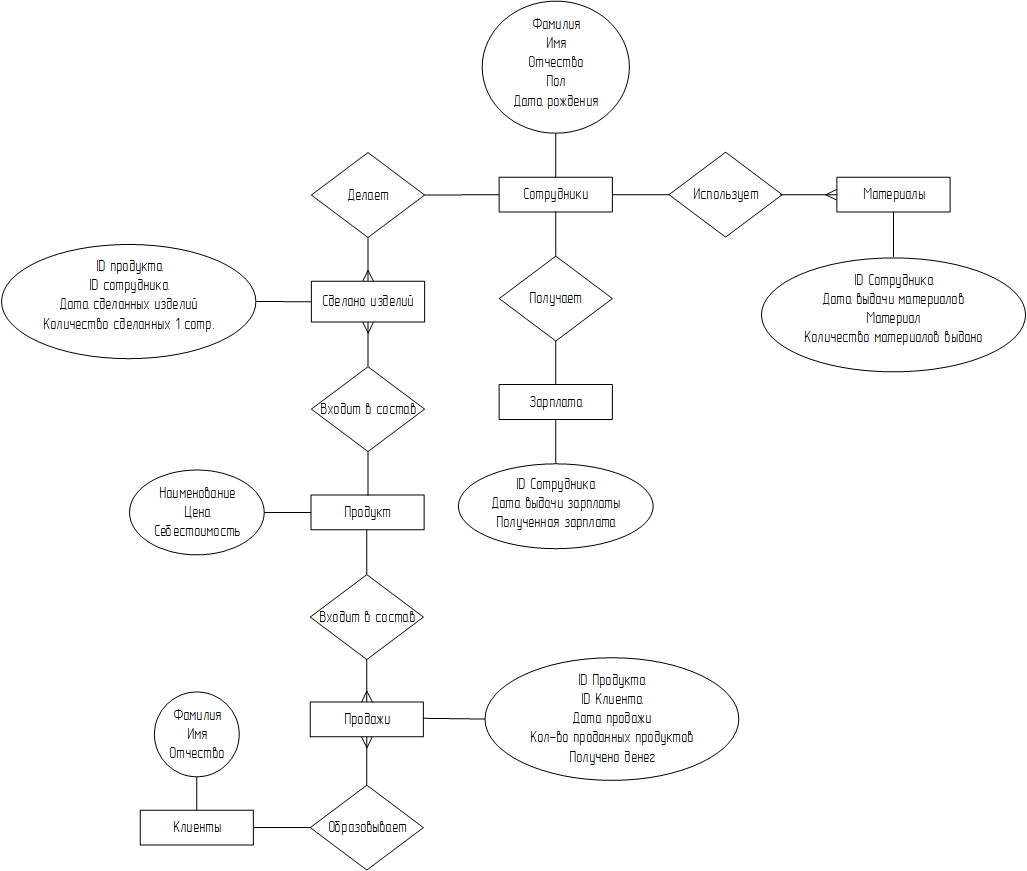 Фамилия
Имя
Отчество
Пол
Дата рождения
Делает
Сотрудники
Использует
Материалы
ID продукта
ID сотрудника
Дата сделанных изделий
Количество сделанных 1 сотр.
Сделано изделий
Получает
ID Сотрудника
Дата выдачи материалов
Материал
Количество материалов выдано
Входит в состав
Зарплата
Наименование
Цена
Себестоимость
Продукт
ID Сотрудника
Дата выдачи зарплаты
Полученная зарплата
Входит в состав
Фамилия
Имя
Отчество
Продажи
ID Продукта
ID Клиента
Дата продажи
Кол-во проданных продуктов
Получено денег
Клиенты
Образовывает